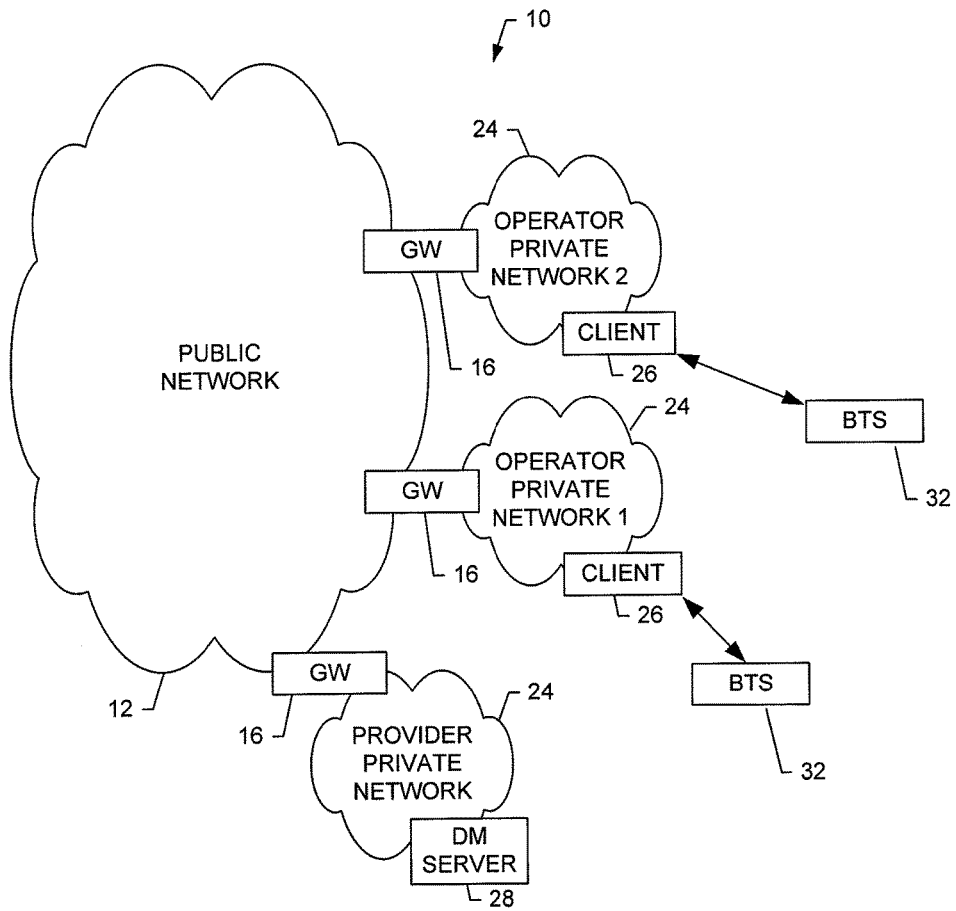 10
24
OPERATOR
PRIVATE
NETWORK 2
GW
16
CLIENT
26
PUBLIC
NETWORK
BTS
32
24
OPERATOR
PRIVATE
NETWORK 1
GW
16
CLIENT
26
BTS
32
GW
12
16
24
PROVIDER
PRIVATE
NETWORK
DM
SERVER
28